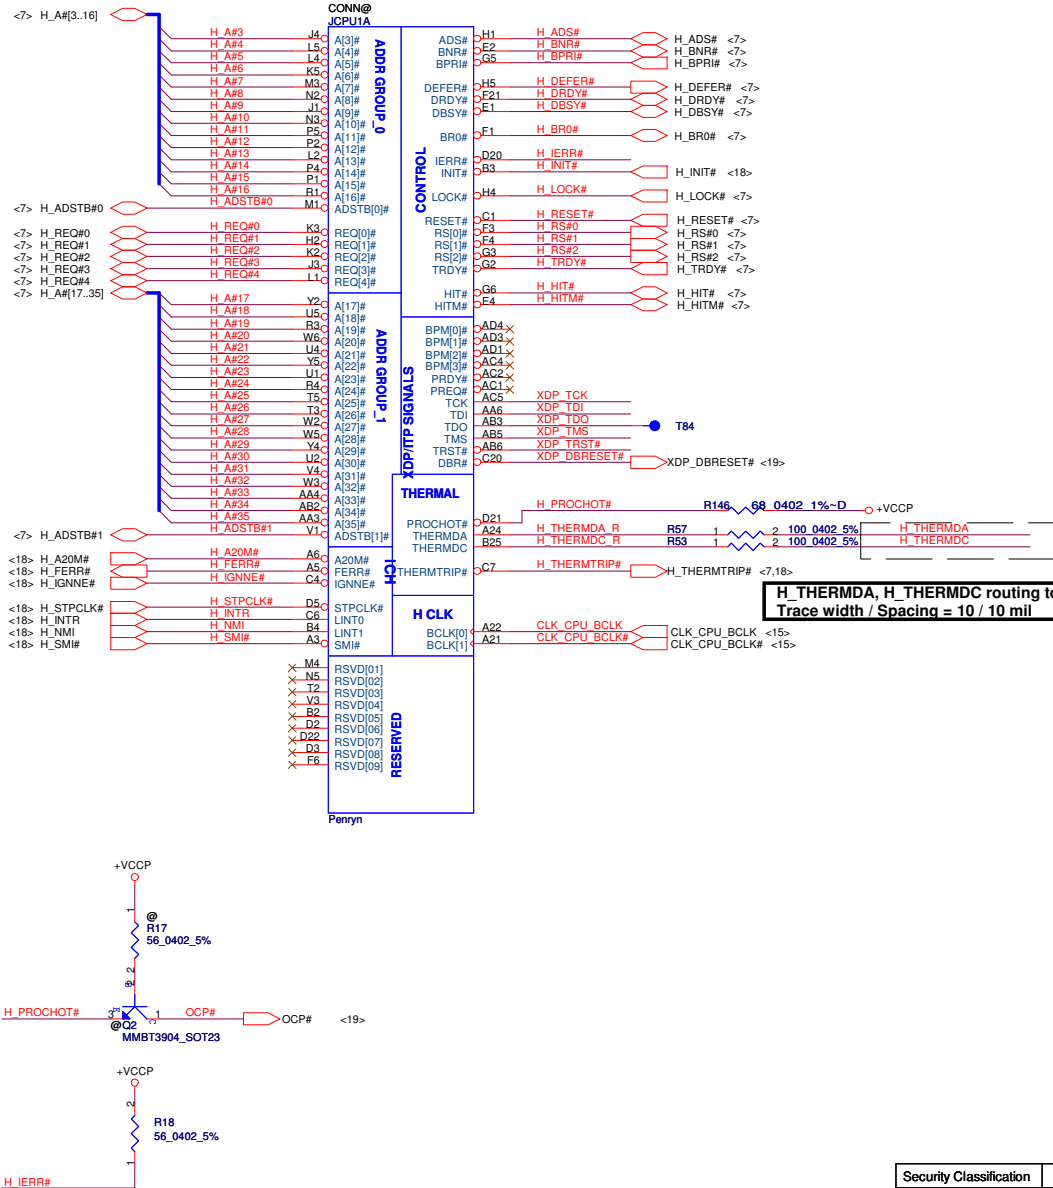 CONN@
JCPU1A
<7> H_A#[3..16]
H_A#3 J4 A[3]#
H_A#4 L5 A[4]#
H_A#5 L4 A[5]#
H_A#6 K5 A[6]#
H_A#7 M3 A[7]#
H_A#8 N2 A[8]#
H_A#9 J1 A[9]#
H_A#10 N3 A[10]#
H_A#11 P5 A[11]#
H_A#12 P2 A[12]#
H_A#13 L2 A[13]#
H_A#14 P4 A[14]#
H_A#15 P1 A[15]#
H_A#16 R1 A[16]#
<7> H_ADSTB#0 H_ADSTB#0 M1 ADSTB[0]#
ADDR GROUP_0
<7> H_REQ#0 H_REQ#0 K3 REQ[0]#
<7> H_REQ#1 H_REQ#1 H2 REQ[1]#
<7> H_REQ#2 H_REQ#2 K2 REQ[2]#
<7> H_REQ#3 H_REQ#3 J3 REQ[3]#
<7> H_REQ#4 H_REQ#4 L1 REQ[4]#
<7> H_A#[17..35]
H_A#17 Y2 A[17]#
H_A#18 U5 A[18]#
H_A#19 R3 A[19]#
H_A#20 W6 A[20]#
H_A#21 U4 A[21]#
H_A#22 Y5 A[22]#
H_A#23 U1 A[23]#
H_A#24 R4 A[24]#
H_A#25 T5 A[25]#
H_A#26 T3 A[26]#
H_A#27 W2 A[27]#
H_A#28 W5 A[28]#
H_A#29 Y4 A[29]#
H_A#30 U2 A[30]#
H_A#31 V4 A[31]#
H_A#32 W3 A[32]#
H_A#33 AA4 A[33]#
H_A#34 AB2 A[34]#
H_A#35 AA3 A[35]#
<7> H_ADSTB#1 H_ADSTB#1 V1 ADSTB[1]#
ADDR GROUP_1
<18> H_A20M# H_A20M# A6 A20M#
<18> H_FERR# H_FERR# A5 FERR#
<18> H_IGNNE# H_IGNNE# C4 IGNNE#
ICH
<18> H_STPCLK# H_STPCLK# D5 STPCLK#
<18> H_INTR H_INTR C6 LINT0
<18> H_NMI H_NMI B4 LINT1
<18> H_SMI# H_SMI# A3 SMI#
M4 RSVD[01]
N5 RSVD[02]
T2 RSVD[03]
V3 RSVD[04]
B2 RSVD[05]
D2 RSVD[06]
D22 RSVD[07]
D3 RSVD[08]
F6 RSVD[09]
RESERVED
Penryn
CONTROL
ADS# H1 H_ADS# H_ADS# <7>
BNR# E2 H_BNR# H_BNR# <7>
BPRI# G5 H_BPRI# H_BPRI# <7>
DEFER# H5 H_DEFER# H_DEFER# <7>
DRDY# F21 H_DRDY# H_DRDY# <7>
DBSY# E1 H_DBSY# H_DBSY# <7>
BR0# F1 H_BR0# H_BR0# <7>
IERR# D20 H_IERR#
INIT# B3 H_INIT# H_INIT# <18>
LOCK# H4 H_LOCK# H_LOCK# <7>
RESET# C1 H_RESET# H_RESET# <7>
RS[0]# F3 H_RS#0 H_RS#0 <7>
RS[1]# F4 H_RS#1 H_RS#1 <7>
RS[2]# G3 H_RS#2 H_RS#2 <7>
TRDY# G2 H_TRDY# H_TRDY# <7>
HIT# G6 H_HIT# H_HIT# <7>
HITM# E4 H_HITM# H_HITM# <7>
XDP/ITP SIGNALS
BPM[0]# AD4
BPM[1]# AD3
BPM[2]# AD1
BPM[3]# AC4
PRDY# AC2
PREQ# AC1
TCK AC5 XDP_TCK
TDI AA6 XDP_TDI
TDO AB3 XDP_TDO T84
TMS AB5 XDP_TMS
TRST# AB6 XDP_TRST#
DBR# C20 XDP_DBRESET# XDP_DBRESET# <19>
THERMAL
PROCHOT# D21 H_PROCHOT# R146 68_0402_1%~D +VCCP
THERMDA A24 H_THERMDA_R R57 1 2 100_0402_5% H_THERMDA
THERMDC B25 H_THERMDC_R R53 1 2 100_0402_5% H_THERMDC
THERMTRIP# C7 H_THERMTRIP# H_THERMTRIP# <7,18>
H_THERMDA, H_THERMDC routing to
Trace width / Spacing = 10 / 10 mil
H CLK
BCLK[0] A22 CLK_CPU_BCLK CLK_CPU_BCLK <15>
BCLK[1] A21 CLK_CPU_BCLK# CLK_CPU_BCLK# <15>
+VCCP
1
@
R17
56_0402_5%
2
2
B
H_PROCHOT# 3 E C 1 OCP# OCP# <19>
@Q2
MMBT3904_SOT23
+VCCP
2
R18
56_0402_5%
1
H_IERR#
Security Classification